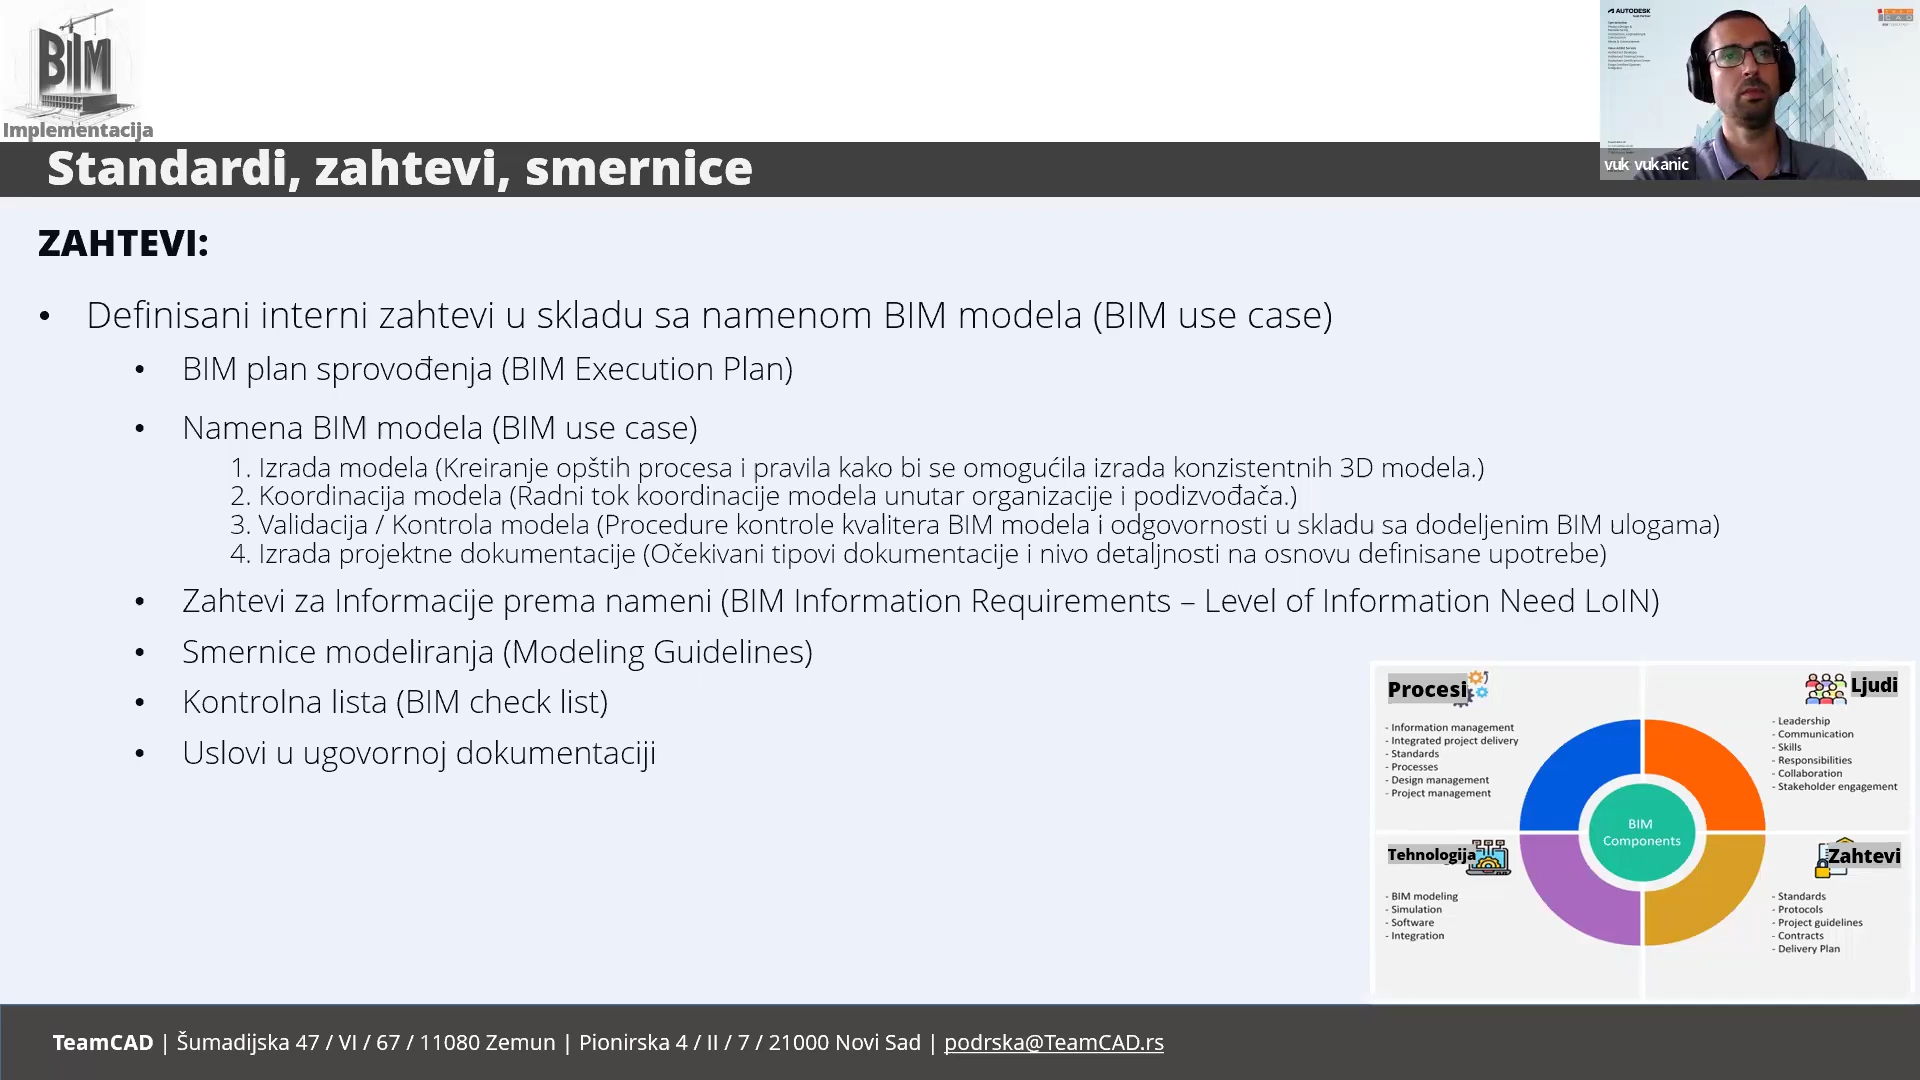 BIM
Implementacija
AUTODESK
vuk vukanic
Standardi, zahtevi, smernice
ZAHTEVI:
• Definisani interni zahtevi u skladu sa namenom BIM modela (BIM use case)
• BIM plan sprovođenja (BIM Execution Plan)
• Namena BIM modela (BIM use case)
1. Izrada modela (Kreiranje opštih procesa i pravila kako bi se omogućila izrada konzistentnih 3D modela.)
2. Koordinacija modela (Radni tok koordinacije modela unutar organizacije i podizvođača.)
3. Validacija / Kontrola modela (Procedure kontrole kvalitera BIM modela i odgovornosti u skladu sa dodeljenim BIM ulogama)
4. Izrada projektne dokumentacije (Očekivani tipovi dokumentacije i nivo detaljnosti na osnovu definisane upotrebe)
• Zahtevi za Informacije prema nameni (BIM Information Requirements – Level of Information Need LoIN)
• Smernice modeliranja (Modeling Guidelines)
• Kontrolna lista (BIM check list)
• Uslovi u ugovornoj dokumentaciji
Procesi
- Information management
- Integrated project delivery
- Standards
- Processes
- Design management
- Project management
Ljudi
- Leadership
- Communication
- Skills
- Responsibilities
- Collaboration
- Stakeholder engagement
BIM
Components
Tehnologija
- BIM modeling
- Simulation
- Software
- Integration
Zahtevi
- Standards
- Protocols
- Project guidelines
- Contracts
- Delivery Plan
TeamCAD | Šumadijska 47 / VI / 67 / 11080 Zemun | Pionirska 4 / II / 7 / 21000 Novi Sad | podrska@TeamCAD.rs